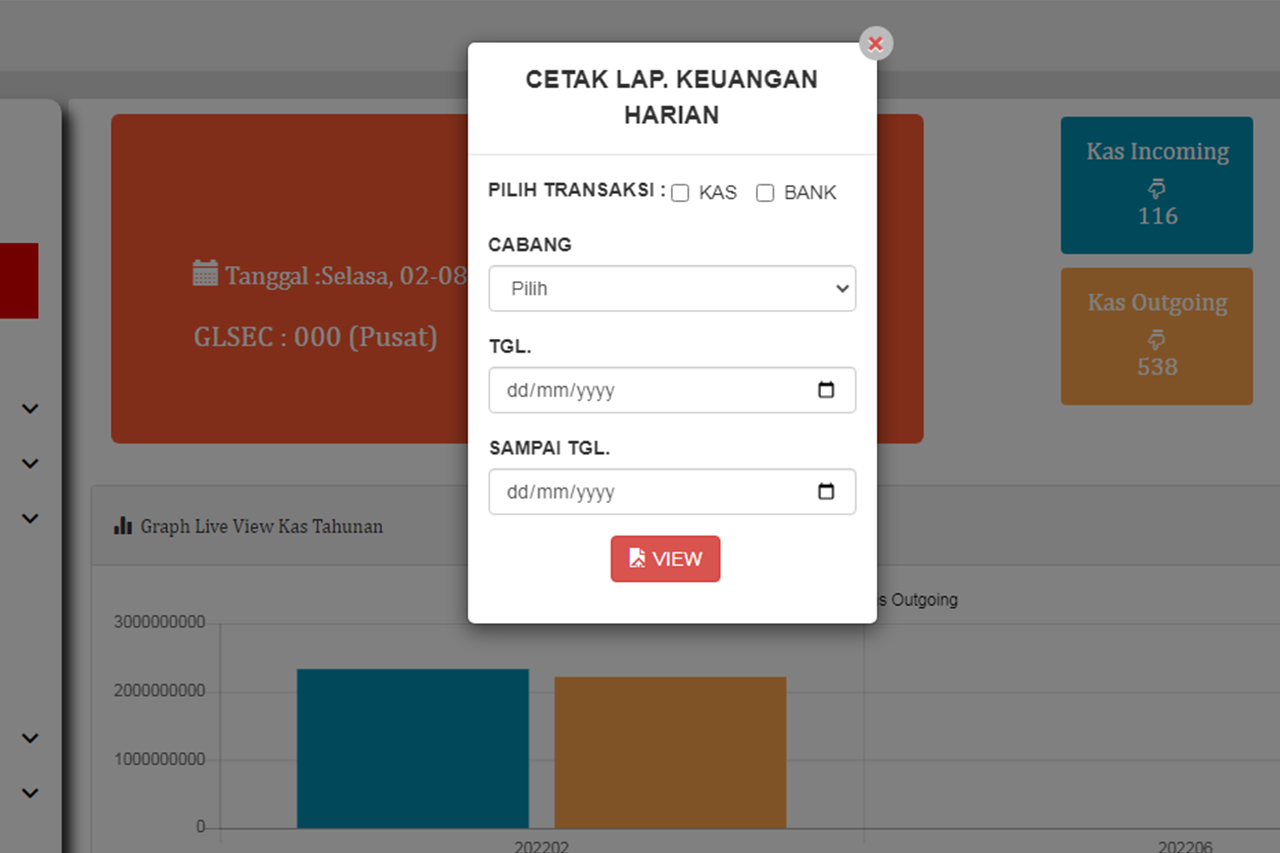 CETAK LAP. KEUANGAN
HARIAN
PILIH TRANSAKSI : KAS BANK
CABANG
Pilih
TGL.
dd/mm/yyyy
SAMPAI TGL.
dd/mm/yyyy
VIEW
Tanggal :Selasa, 02-08
GLSEC : 000 (Pusat)
Kas Incoming
116
Kas Outgoing
538
Graph Live View Kas Tahunan
Outgoing
3000000000
2000000000
1000000000
0
202202
202206